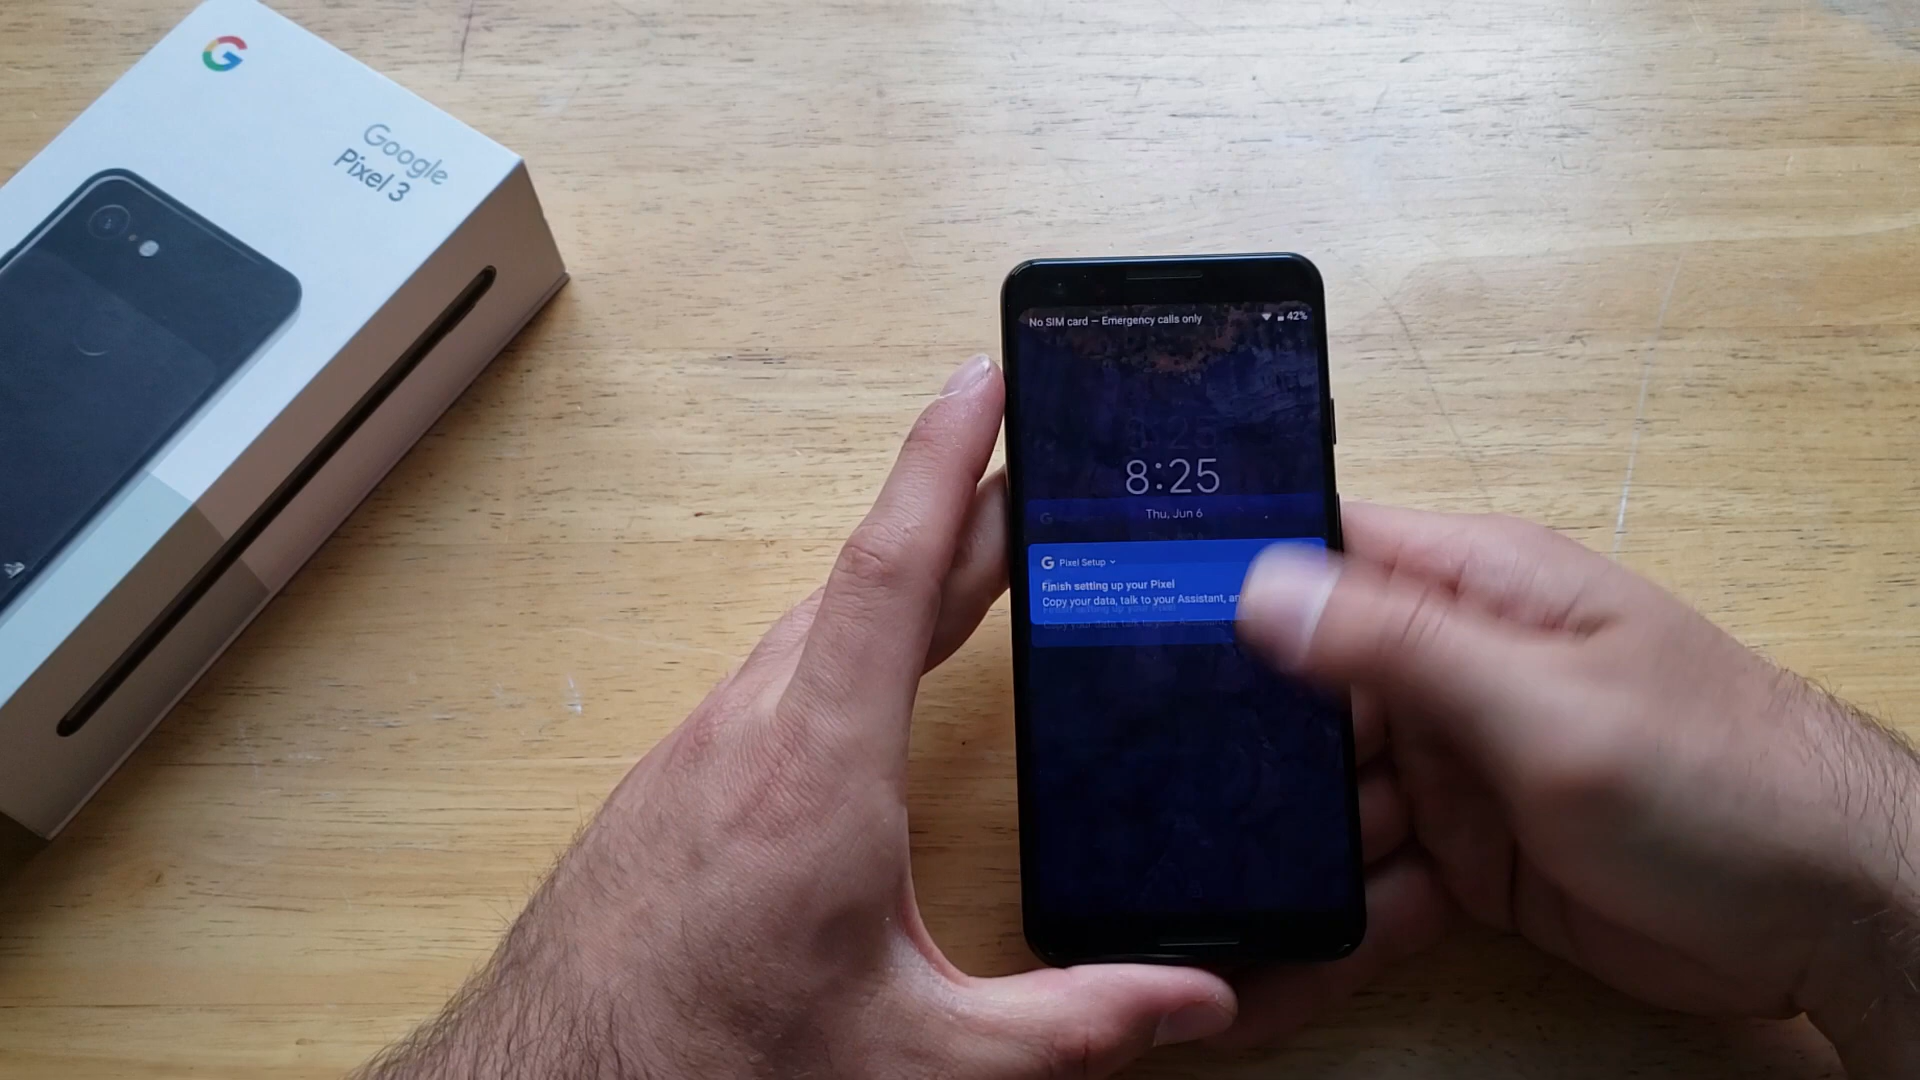 Google
Pixel 3
No SIM card — Emergency calls only
42%
8:25
Thu, Jun 6
Pixel Setup
Finish setting up your Pixel
Copy your data, talk to your Assistant,